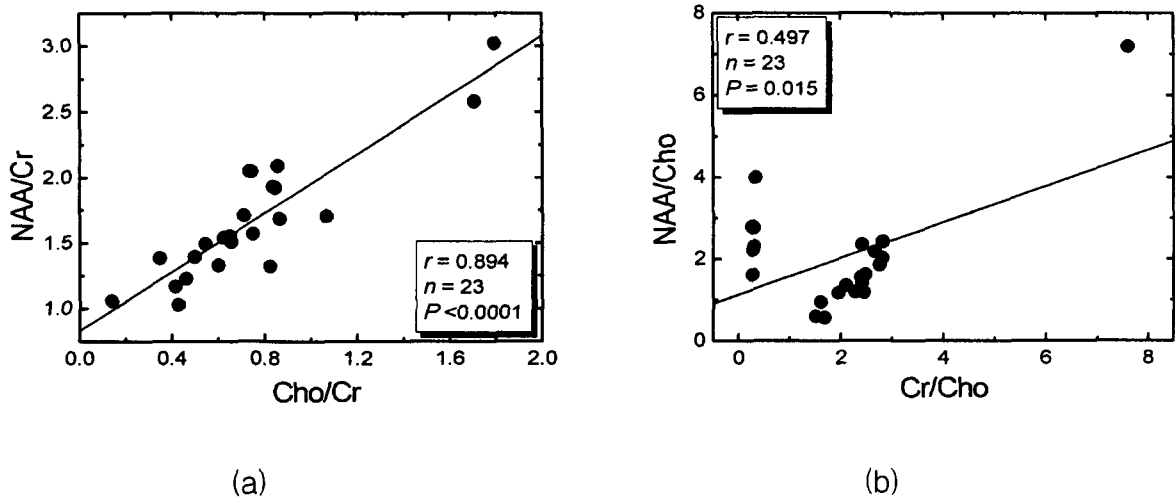 3.0
2.5
2.0
1.5
1.0
NAA/Cr
0.0 0.4 0.8 1.2 1.6 2.0
Cho/Cr
r = 0.894
n = 23
P <0.0001
(a)
8
6
4
2
0
NAA/Cho
r = 0.497
n = 23
P = 0.015
0 2 4 6 8
Cr/Cho
(b)